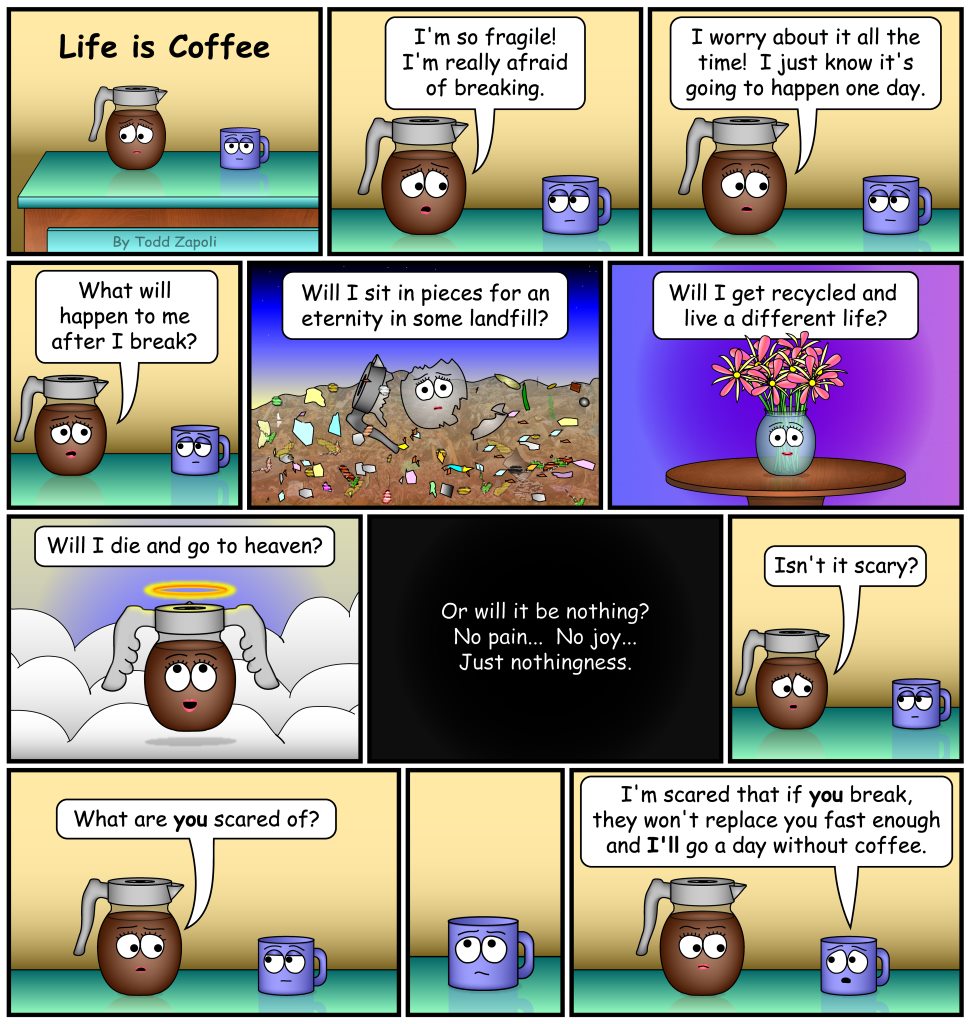 Life is Coffee
By Todd Zapoli
I'm so fragile!
I'm really afraid
of breaking.
I worry about it all the
time!  I just know it's
going to happen one day.
What will
happen to me
after I break?
Will I sit in pieces for an
eternity in some landfill?
Will I get recycled and
live a different life?
Will I die and go to heaven?
Or will it be nothing?
No pain...  No joy...
Just nothingness.
Isn't it scary?
What are you scared of?
I'm scared that if you break,
they won't replace you fast enough
and I'll go a day without coffee.